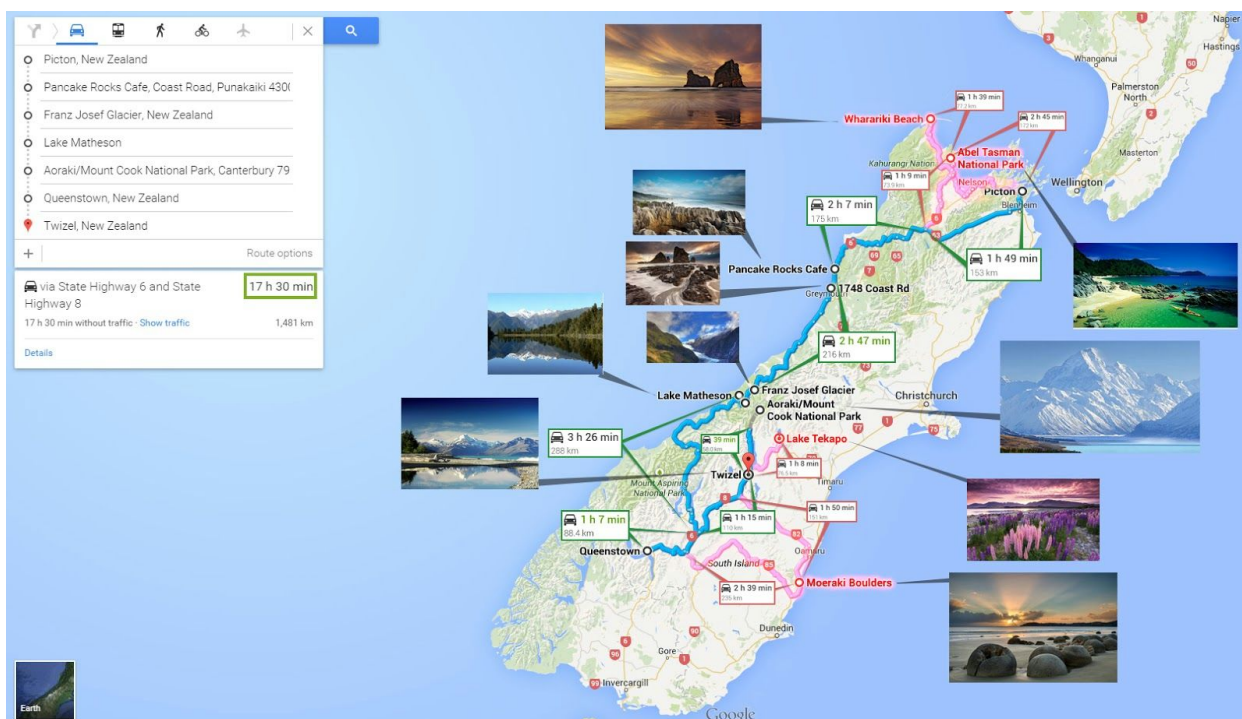 Picton, New Zealand
Pancake Rocks Cafe, Coast Road, Punakaiki 430(
Franz Josef Glacier, New Zealand
Lake Matheson
Aoraki/Mount Cook National Park, Canterbury 79
Queenstown, New Zealand
Twizel, New Zealand
Route options
via State Highway 6 and State
Highway 8
17 h 30 min
17 h 30 min without traffic · Show traffic
1,481 km
Details
Earth
Napier
Hastings
Whanganui
Palmerston
North
Masterton
Wellington
1 h 39 min
2 h 45 min
172 km
Wharariki Beach
Abel Tasman
National Park
Kahurangi Nation
1 h 9 min
73.9 km
Nelson
Picton
Blenheim
2 h 7 min
175 km
1 h 49 min
153 km
Pancake Rocks Cafe
1748 Coast Rd
Greymouth
2 h 47 min
216 km
Franz Josef Glacier
Lake Matheson
Aoraki/Mount
Cook National Park
Christchurch
3 h 26 min
288 km
39 min
58.0 km
Lake Tekapo
1 h 8 min
Twizel
Timaru
Mount Aspiring
National Park
1 h 50 min
1 h 7 min
88.4 km
1 h 15 min
Queenstown
Oamaru
South Island
Moeraki Boulders
2 h 39 min
Dunedin
Gore
Invercargill
Google